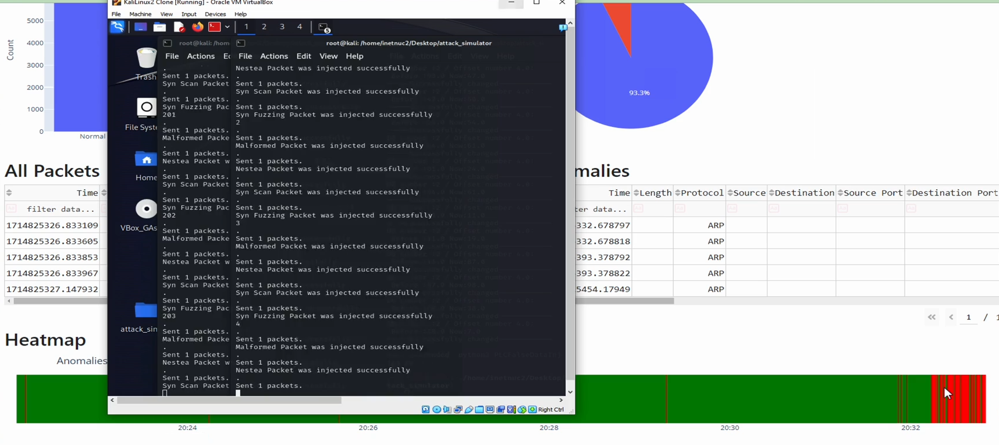 KaliLinux2 Clone [Running] - Oracle VM VirtualBox
File Machine Input Devices Help
1 2 3 4 5
root@kali: /hom
File Actions Ed
.
Sent 1 packets.
Syn Scan Packet
.
Sent 1 packets.
Syn Fuzzing Pac
201
.
Sent 1 packets.
Malformed Packe
.
Sent 1 packets.
Nestea Packet w
.
Sent 1 packets.
Syn Scan Packet
.
Sent 1 packets.
Syn Fuzzing Pac
202
.
Sent 1 packets.
Malformed Packe
.
Sent 1 packets.
Nestea Packet w
.
Sent 1 packets.
Syn Scan Packet
.
Sent 1 packets.
Syn Fuzzing Pac
203
.
Sent 1 packets.
Malformed Packe
.
Sent 1 packets.
Nestea Packet w
.
Sent 1 packets.
Syn Scan Packet
root@kali: /home/inetnuc2/Desktop/attack_simulator
File Actions Edit View Help
Nestea Packet was injected successfully
.
Sent 1 packets.
Syn Scan Packet was injected successfully
.
Sent 1 packets.
Syn Fuzzing Packet was injected successfully
2
.
Sent 1 packets.
Malformed Packet was injected successfully
.
Sent 1 packets.
Nestea Packet was injected successfully
.
Sent 1 packets.
Syn Scan Packet was injected successfully
.
Sent 1 packets.
Syn Fuzzing Packet was injected successfully
3
.
Sent 1 packets.
Malformed Packet was injected successfully
.
Sent 1 packets.
Nestea Packet was injected successfully
.
Sent 1 packets.
Syn Scan Packet was injected successfully
.
Sent 1 packets.
Syn Fuzzing Packet was injected successfully
4
.
Sent 1 packets.
Malformed Packet was injected successfully
.
Sent 1 packets.
Nestea Packet was injected successfully
.
Sent 1 packets.
Trash
File Syste
Home
VBox_GAs
attack_sim
Right Ctrl
Count
5000
4000
3000
2000
1000
0
Normal
93.3%
All Packets
Time
filter data...
1714825326.833109
1714825326.833605
1714825326.833853
1714825326.833967
1714825327.147932
malies
Time Length Protocol Source Destination Source Port Destination Port
ter data...
332.678797 ARP
332.678818 ARP
393.378792 ARP
393.378822 ARP
5454.17949 ARP
« < 1 / 1
Heatmap
Anomalies
20:24 20:26 20:28 20:30 20:32